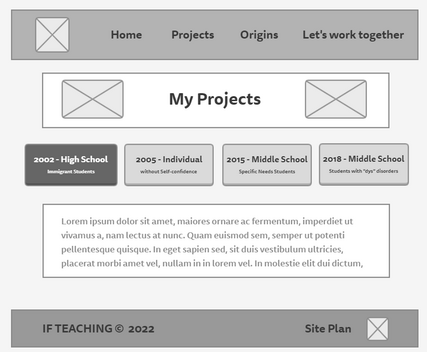 Home Projects Origins Let's work together
My Projects
2002 - High School
Immigrant Students
2005 - Individual
without Self-confidence
2015 - Middle School
Specific Needs Students
2018 - Middle School
Students with "dys" disorders
Lorem ipsum dolor sit amet, maiores ornare ac fermentum, imperdiet ut
vivamus a, nam lectus at nunc. Quam euismod sem, semper ut potenti
pellentesque quisque. In eget sapien sed, sit duis vestibulum ultricies,
placerat morbi amet vel, nullam in in lorem vel. In molestie elit dui dictum,
IF TEACHING © 2022
Site Plan